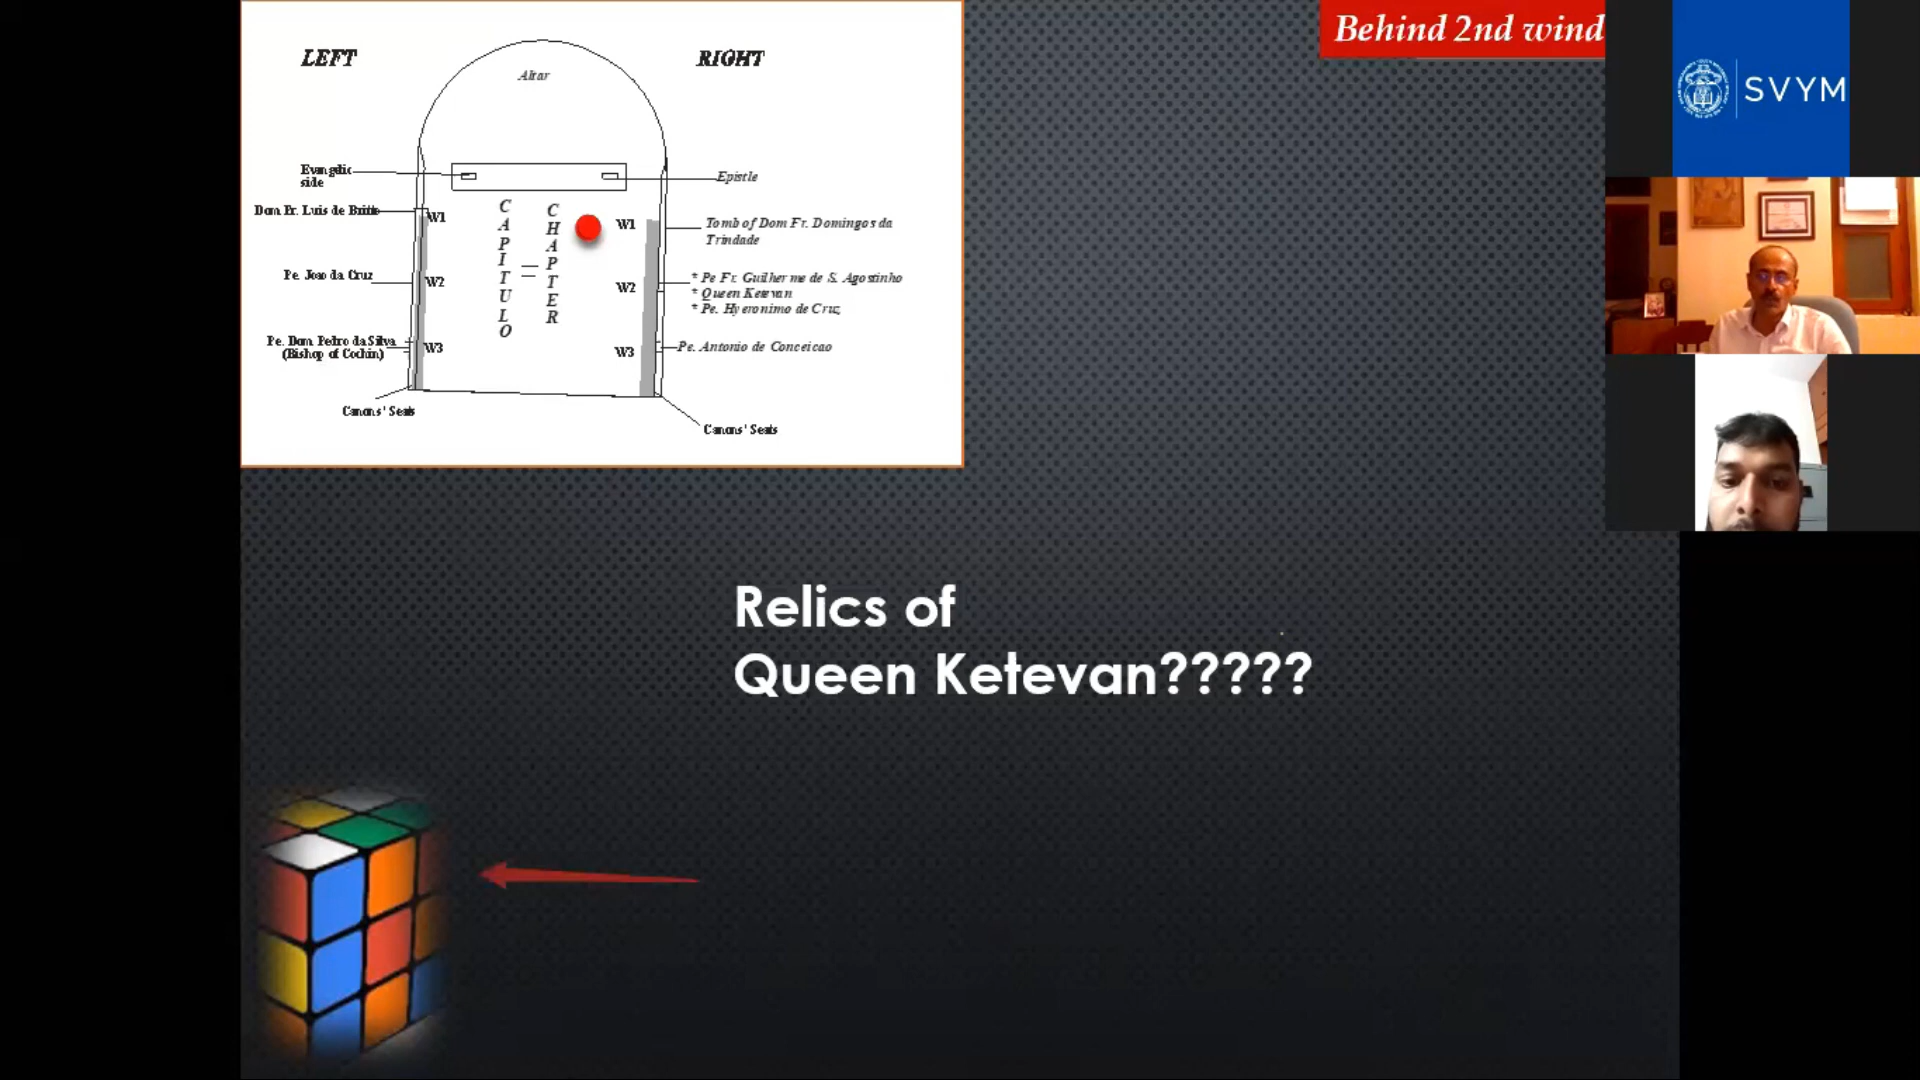 LEFT
RIGHT
Altar
Evangelic
side
Epistle
Dom Fr. Luis de Britto
W1
W1
Tomb of Dom Fr. Domingos da
Trindade
CAPITULO
CHAPTER
Pe. Joao da Cruz
W2
W2
* Pe Fr. Guilherme de S. Agostinho
* Queen Ketevan
* Pe. Hyeronimo de Cruz
Pe. Dom Pedro da Silva
(Bishop of Cochin)
W3
W3
Pe. Antonio de Conceicao
Canons' Seats
Canons' Seats
Behind 2nd wind
SVYM
Relics of
Queen Ketevan?????